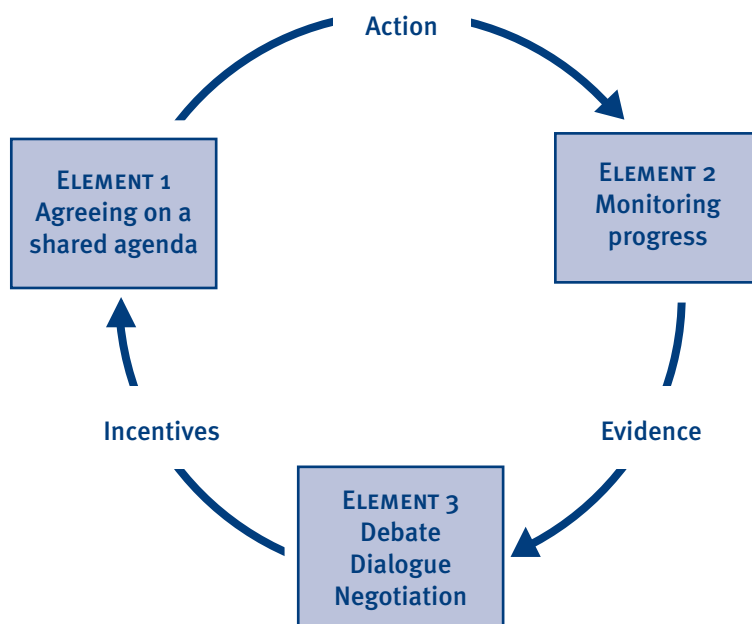 Action
ELEMENT 1
Agreeing on a
shared agenda
ELEMENT 2
Monitoring
progress
Incentives
Evidence
ELEMENT 3
Debate
Dialogue
Negotiation